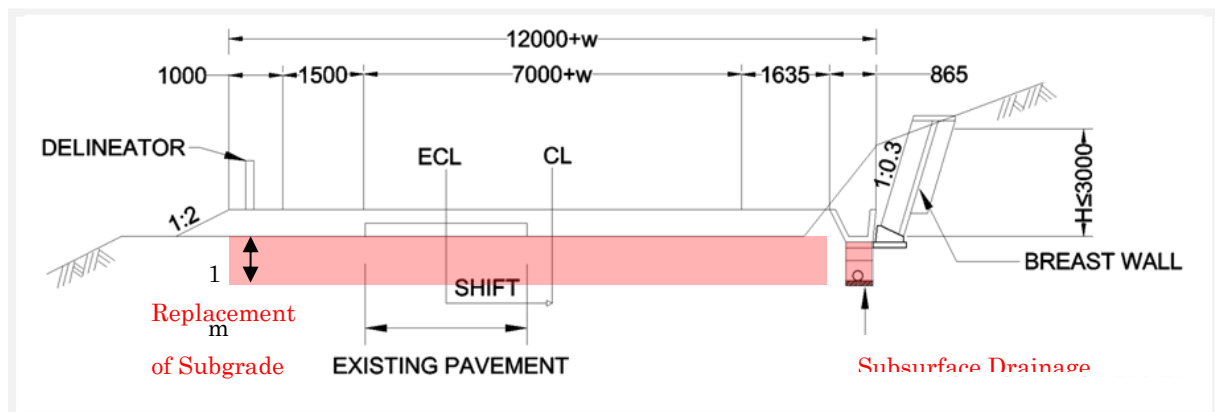 12000+w
1000
1500
7000+w
1635
865
DELINEATOR
ECL
CL
1:0.3
H≤3000
1:2
BREAST WALL
1
m
SHIFT
Replacement
of Subgrade
EXISTING PAVEMENT
Subsurface Drainage